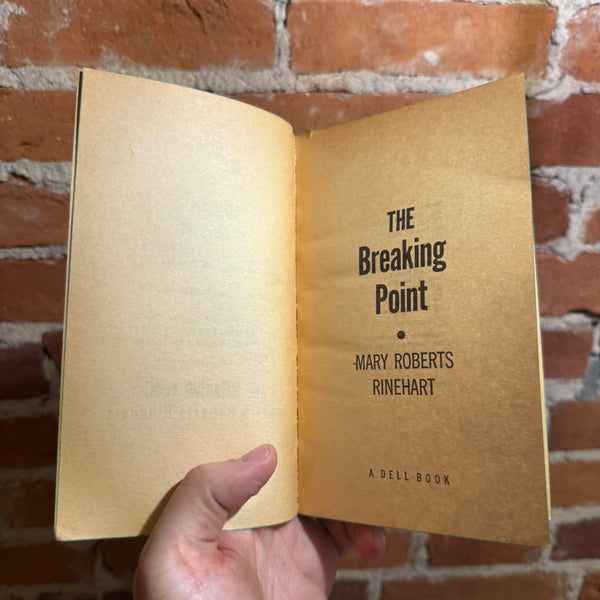 THE
Breaking
Point
•
MARY ROBERTS
RINEHART
A DELL BOOK